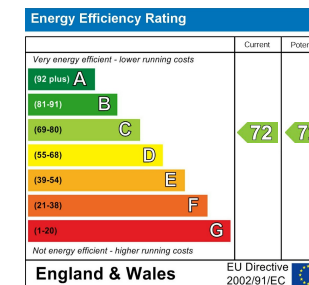 Energy Efficiency Rating
Current
Very energy efficient - lower running costs
(92 plus) A
(81-91) B
(69-80) C
72
(55-68) D
(39-54) E
(21-38) F
(1-20) G
Not energy efficient - higher running costs
England & Wales
EU Directive
2002/91/EC